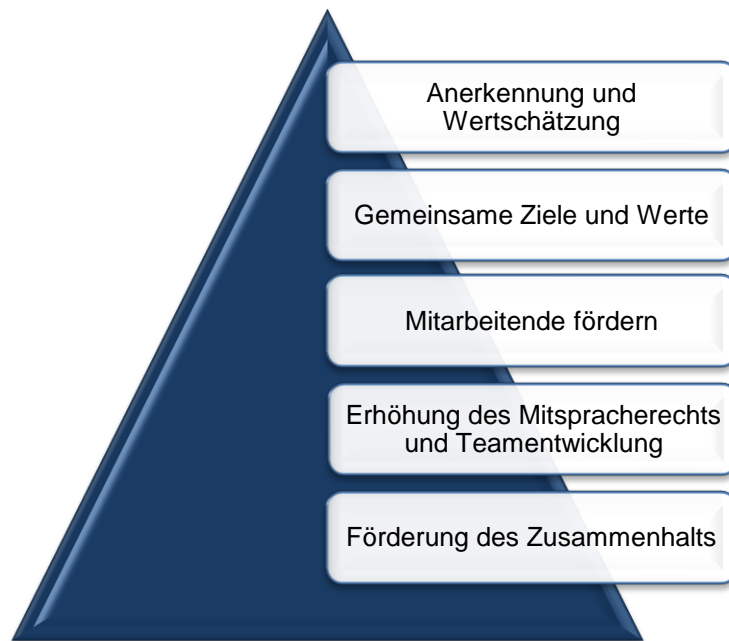 Anerkennung und
Wertschätzung
Gemeinsame Ziele und Werte
Mitarbeitende fördern
Erhöhung des Mitspracherechts
und Teamentwicklung
Förderung des Zusammenhalts